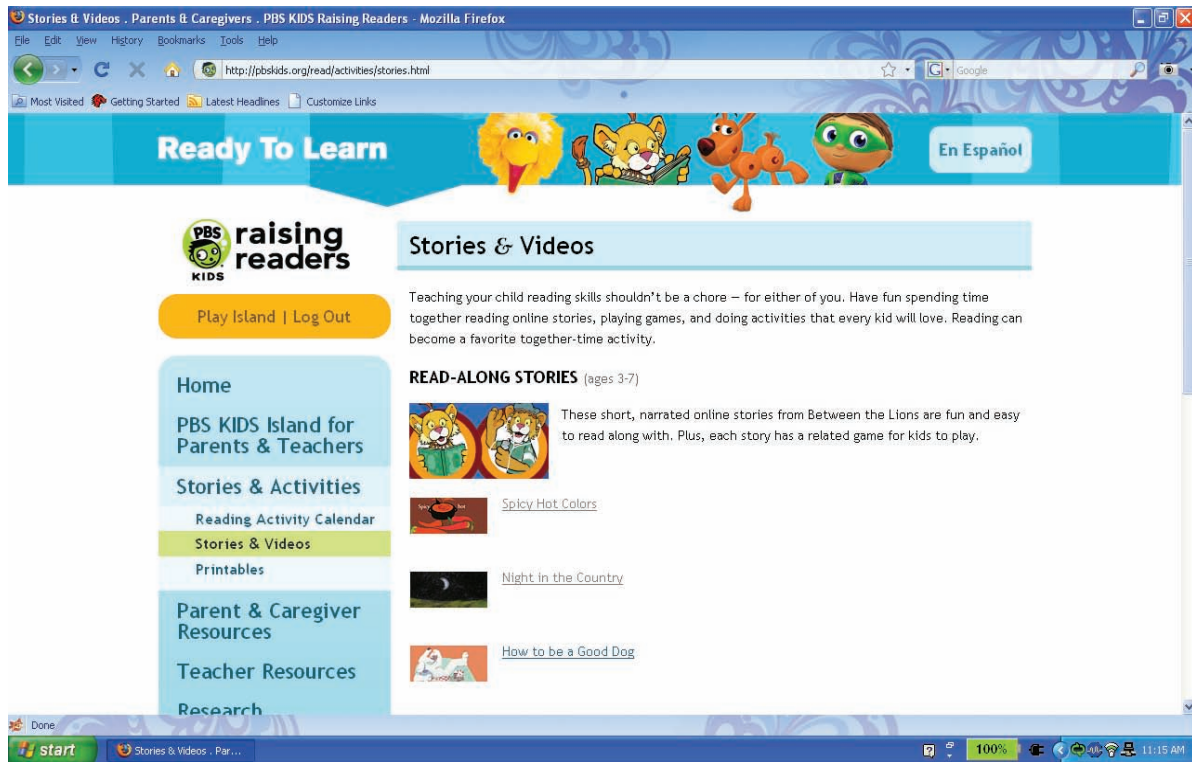 Stories & Videos . Parents & Caregivers . PBS KIDS Raising Readers - Mozilla Firefox
File Edit View History Bookmarks Tools Help
http://pbskids.org/read/activities/stories.html
Google
Most Visited Getting Started Latest Headlines Customize Links
Ready To Learn
En Español
PBS KIDS raising readers
Play Island | Log Out
Home
PBS KIDS Island for
Parents & Teachers
Stories & Activities
Reading Activity Calendar
Stories & Videos
Printables
Parent & Caregiver
Resources
Teacher Resources
Research
Stories & Videos
Teaching your child reading skills shouldn't be a chore – for either of you. Have fun spending time
together reading online stories, playing games, and doing activities that every kid will love. Reading can
become a favorite together-time activity.
READ-ALONG STORIES (ages 3-7)
These short, narrated online stories from Between the Lions are fun and easy
to read along with. Plus, each story has a related game for kids to play.
Spicy Hot
Spicy Hot Colors
Night in the Country
How to be a Good Dog
Done
start
Stories & Videos . Par...
100%
11:15 AM